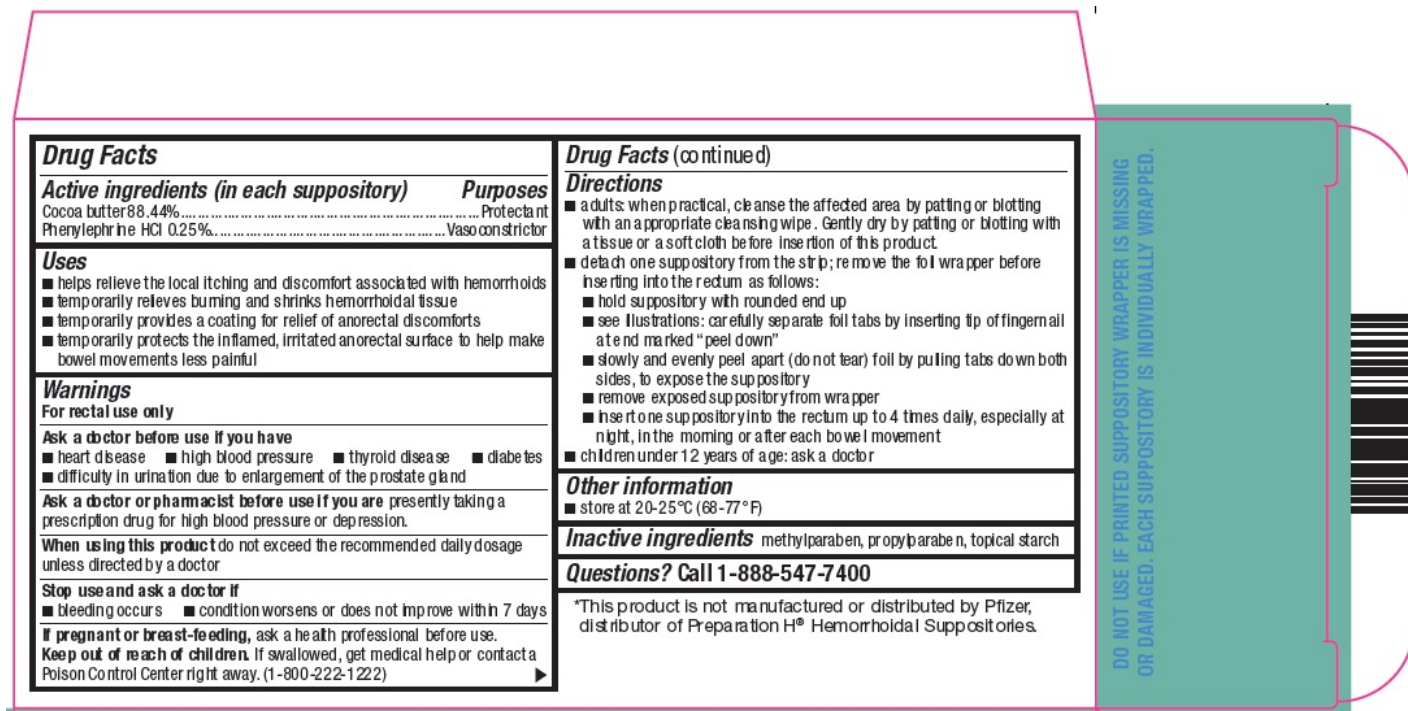 Drug Facts
Active ingredients (in each suppository) Purposes
Cocoa butter 88.44%..........Protectant
Phenylephrine HCl 0.25%..........Vasoconstrictor
Uses
■ helps relieve the local itching and discomfort associated with hemorrhoids
■ temporarily relieves burning and shrinks hemorrhoidal tissue
■ temporarily provides a coating for relief of anorectal discomforts
■ temporarily protects the inflamed, irritated anorectal surface to help make
bowel movements less painful
Warnings
For rectal use only
Ask a doctor before use if you have
■ heart disease ■ high blood pressure ■ thyroid disease ■ diabetes
■ difficulty in urination due to enlargement of the prostate gland
Ask a doctor or pharmacist before use if you are presently taking a
prescription drug for high blood pressure or depression.
When using this product do not exceed the recommended daily dosage
unless directed by a doctor
Stop use and ask a doctor if
■ bleeding occurs ■ condition worsens or does not improve within 7 days
If pregnant or breast-feeding, ask a health professional before use.
Keep out of reach of children. If swallowed, get medical help or contact a
Poison Control Center right away. (1-800-222-1222)
Drug Facts (continued)
Directions
■ adults: when practical, cleanse the affected area by patting or blotting
with an appropriate cleansing wipe. Gently dry by patting or blotting with
a tissue or a soft cloth before insertion of this product.
■ detach one suppository from the strip; remove the foil wrapper before
inserting into the rectum as follows:
■ hold suppository with rounded end up
■ see illustrations: carefully separate foil tabs by inserting tip of fingernail
at end marked “peel down”
■ slowly and evenly peel apart (do not tear) foil by pulling tabs down both
sides, to expose the suppository
■ remove exposed suppository from wrapper
■ insert one suppository into the rectum up to 4 times daily, especially at
night, in the morning or after each bowel movement
■ children under 12 years of age: ask a doctor
Other information
■ store at 20-25°C (68-77°F)
Inactive ingredients methylparaben, propylparaben, topical starch
Questions? Call 1-888-547-7400
*This product is not manufactured or distributed by Pfizer,
distributor of Preparation H® Hemorrhoidal Suppositories.
DO NOT USE IF PRINTED SUPPOSITORY WRAPPER IS MISSING
OR DAMAGED. EACH SUPPOSITORY IS INDIVIDUALLY WRAPPED.